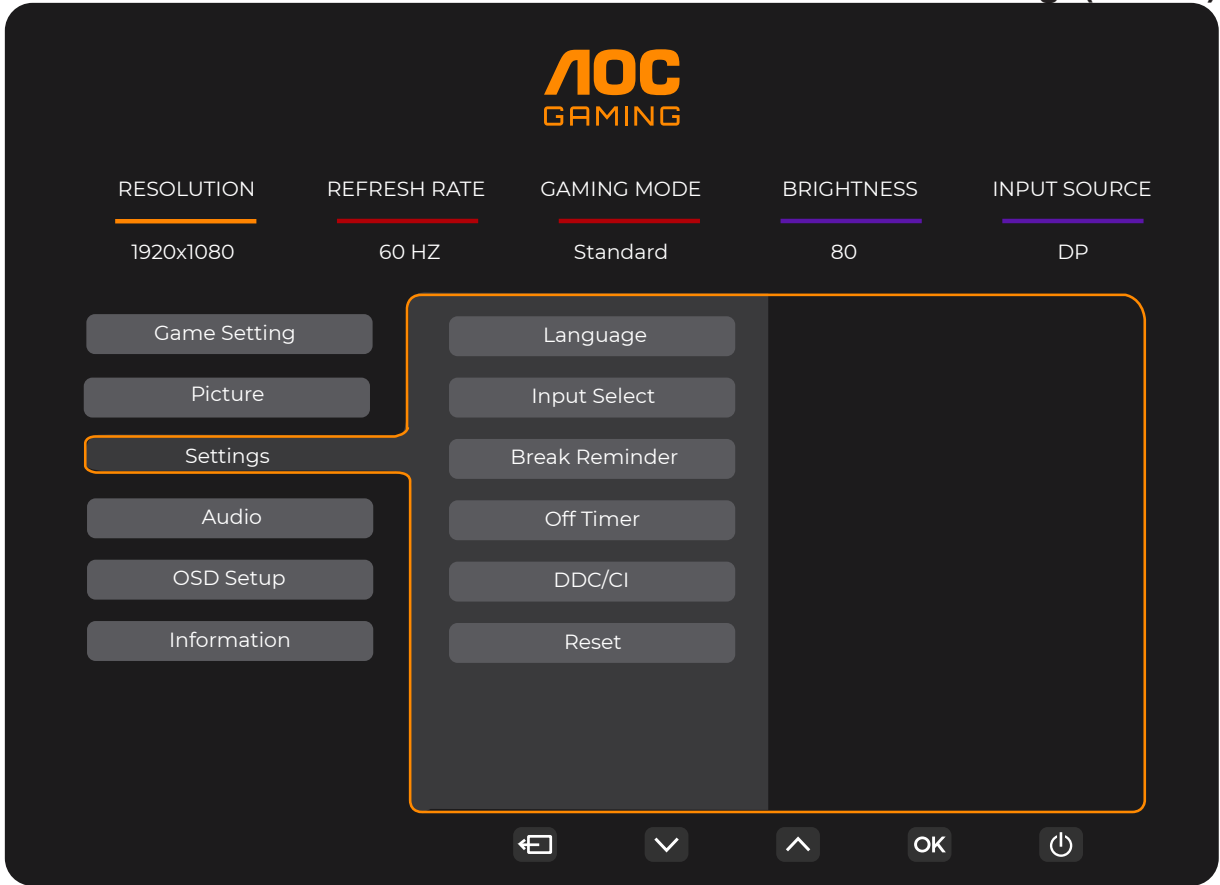 AOC
GAMING
RESOLUTION REFRESH RATE GAMING MODE BRIGHTNESS INPUT SOURCE
1920x1080 60 HZ Standard 80 DP
Game Setting
Picture
Settings
Audio
OSD Setup
Information
Language
Input Select
Break Reminder
Off Timer
DDC/CI
Reset
OK